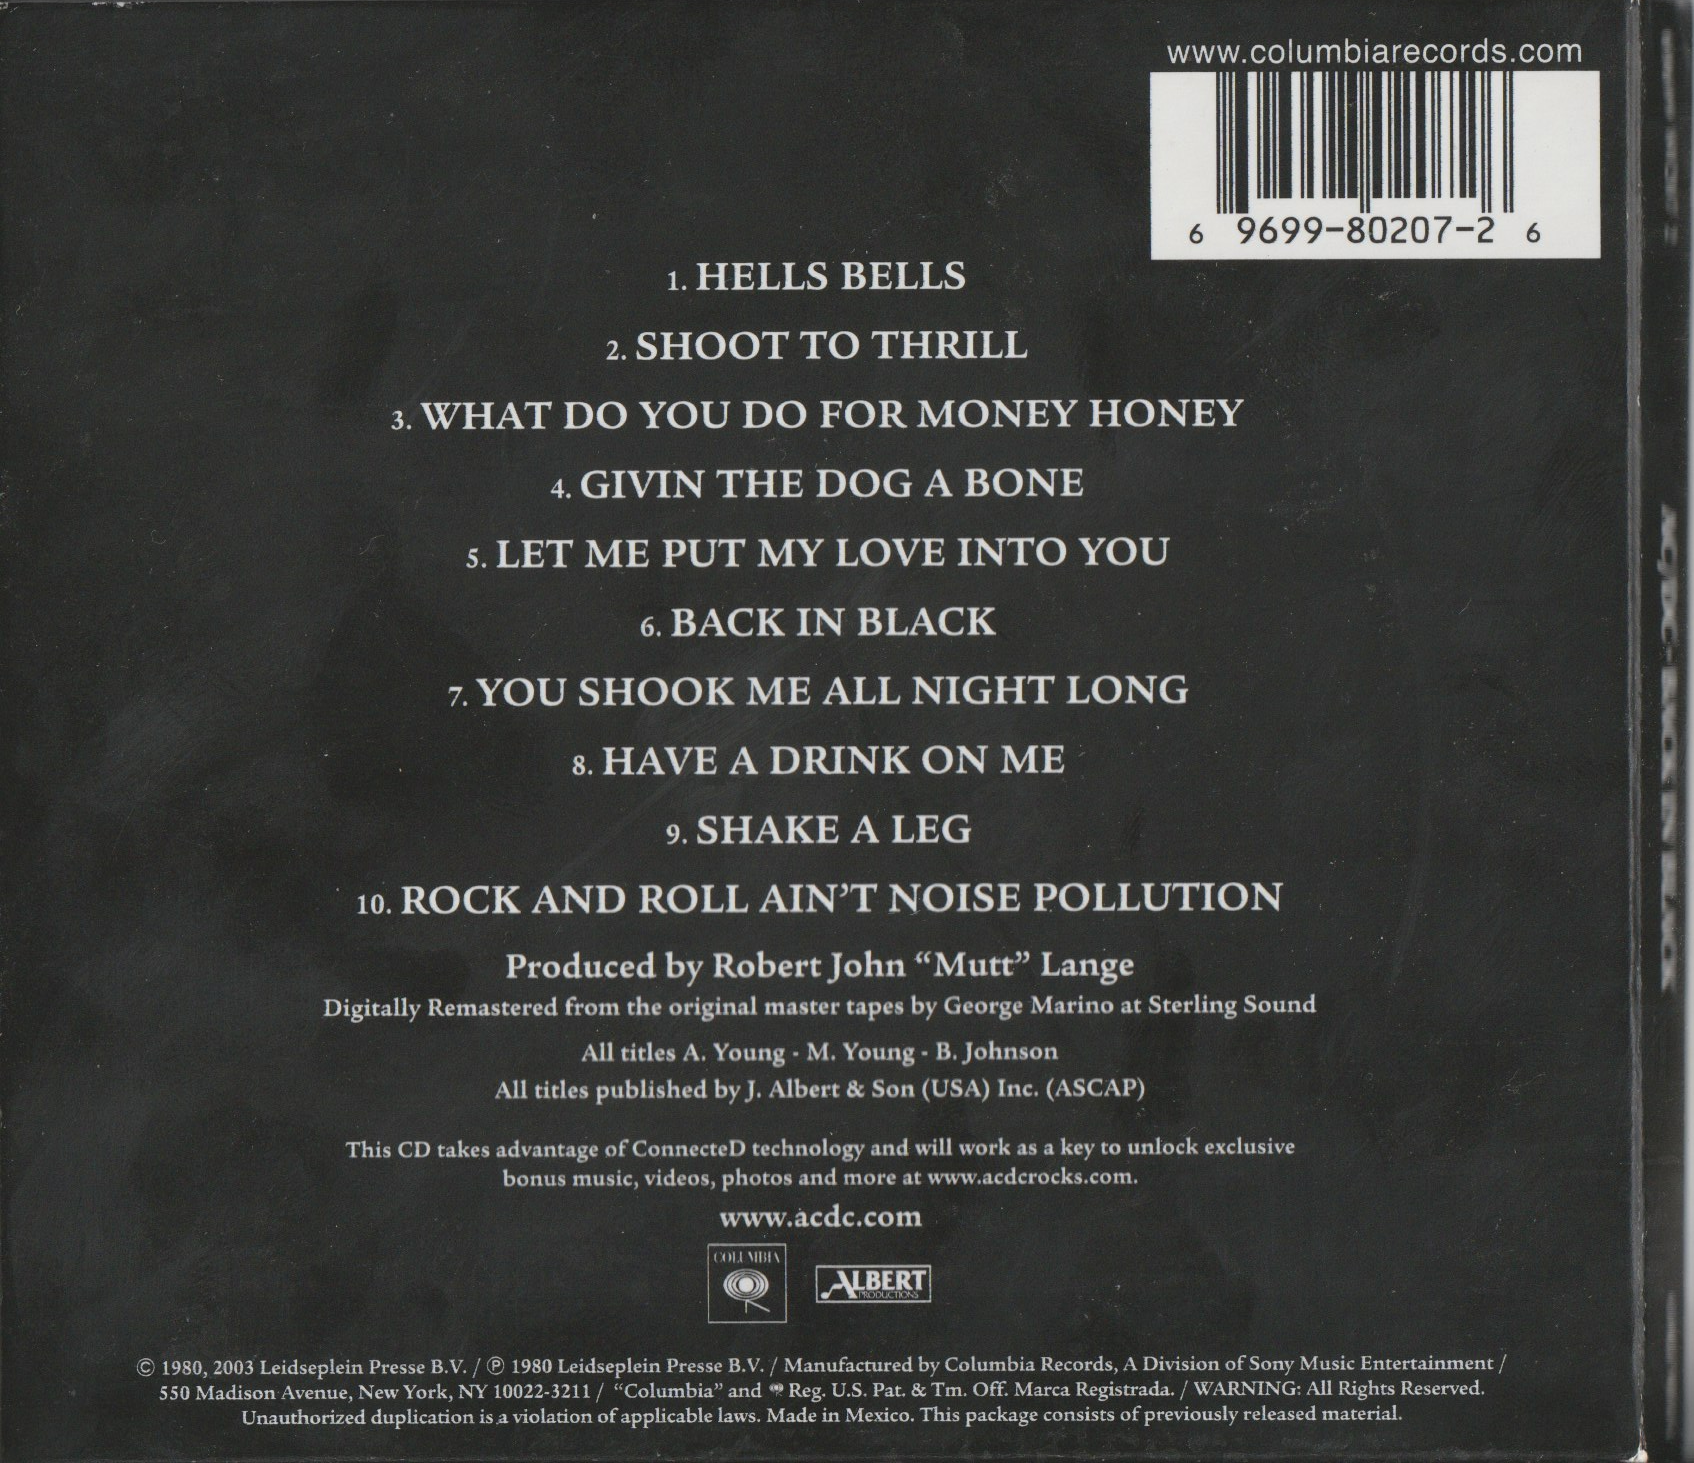 www.columbiarecords.com
6 9699-80207-2 6
1. HELLS BELLS
2. SHOOT TO THRILL
3. WHAT DO YOU DO FOR MONEY HONEY
4. GIVIN THE DOG A BONE
5. LET ME PUT MY LOVE INTO YOU
6. BACK IN BLACK
7. YOU SHOOK ME ALL NIGHT LONG
8. HAVE A DRINK ON ME
9. SHAKE A LEG
10. ROCK AND ROLL AIN’T NOISE POLLUTION
Produced by Robert John “Mutt” Lange
Digitally Remastered from the original master tapes by George Marino at Sterling Sound
All titles A. Young - M. Young - B. Johnson
All titles published by J. Albert & Son (USA) Inc. (ASCAP)
This CD takes advantage of ConnecteD technology and will work as a key to unlock exclusive
bonus music, videos, photos and more at www.acdcrocks.com.
www.acdc.com
COLUMBIA
ALBERT
PRODUCTIONS
© 1980, 2003 Leidseplein Presse B.V. / ℗ 1980 Leidseplein Presse B.V. / Manufactured by Columbia Records, A Division of Sony Music Entertainment /
550 Madison Avenue, New York, NY 10022-3211 / “Columbia” and Reg. U.S. Pat. & Tm. Off. Marca Registrada. / WARNING: All Rights Reserved.
Unauthorized duplication is a violation of applicable laws. Made in Mexico. This package consists of previously released material.